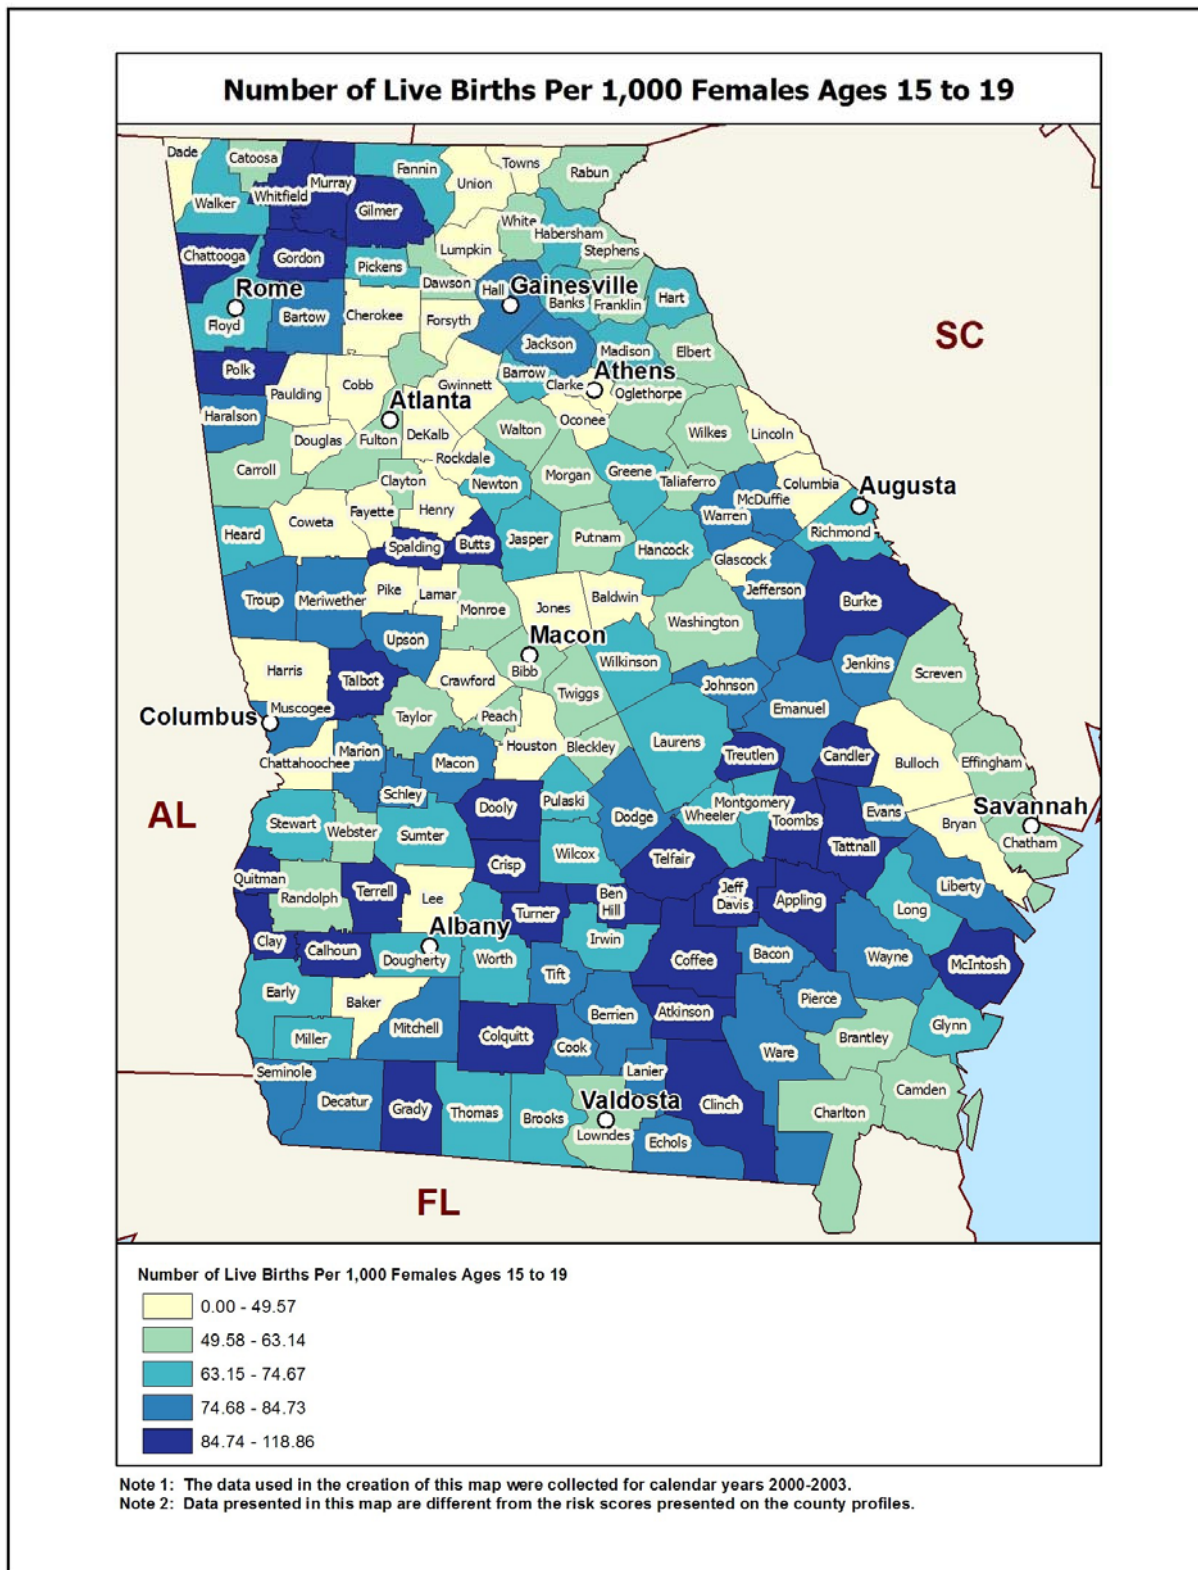 Number of Live Births Per 1,000 Females Ages 15 to 19
Dade
Catoosa
Fannin
Towns
Rabun
Union
Murray
Whitfield
Walker
Gilmer
White
Habersham
Stephens
Lumpkin
Chattooga
Gordon
Pickens
Dawson
Hall
Gainesville
Banks
Franklin
Hart
Rome
Floyd
Bartow
Cherokee
Forsyth
SC
Jackson
Madison
Elbert
Polk
Cobb
Gwinnett
Barrow
Clarke
Athens
Oglethorpe
Paulding
Atlanta
Haralson
Oconee
Walton
Wilkes
Lincoln
Douglas
Fulton
DeKalb
Rockdale
Carroll
Clayton
Newton
Morgan
Greene
Taliaferro
Columbia
Augusta
McDuffie
Warren
Fayette
Henry
Coweta
Heard
Spalding
Butts
Jasper
Putnam
Hancock
Richmond
Glascock
Jefferson
Burke
Troup
Meriwether
Pike
Lamar
Monroe
Jones
Baldwin
Washington
Upson
Macon
Bibb
Wilkinson
Jenkins
Screven
Harris
Talbot
Crawford
Twiggs
Johnson
Emanuel
Columbus
Muscogee
Taylor
Peach
Houston
Bleckley
Laurens
Treutlen
Candler
Bulloch
Effingham
Chattahoochee
Marion
Macon
Schley
Dooly
Pulaski
Dodge
Wheeler
Montgomery
Toombs
Evans
Bryan
Savannah
Chatham
AL
Stewart
Webster
Sumter
Tattnall
Crisp
Wilcox
Telfair
Quitman
Randolph
Terrell
Lee
Turner
Ben
Hill
Jeff
Davis
Appling
Long
Liberty
Clay
Calhoun
Albany
Dougherty
Worth
Irwin
Coffee
Bacon
Wayne
McIntosh
Tift
Early
Baker
Mitchell
Berrien
Atkinson
Pierce
Glynn
Miller
Colquitt
Cook
Ware
Brantley
Seminole
Lanier
Camden
Decatur
Grady
Thomas
Brooks
Valdosta
Lowndes
Clinch
Charlton
Echols
FL
Number of Live Births Per 1,000 Females Ages 15 to 19
0.00 - 49.57
49.58 - 63.14
63.15 - 74.67
74.68 - 84.73
84.74 - 118.86
Note 1:  The data used in the creation of this map were collected for calendar years 2000-2003.
Note 2:  Data presented in this map are different from the risk scores presented on the county profiles.